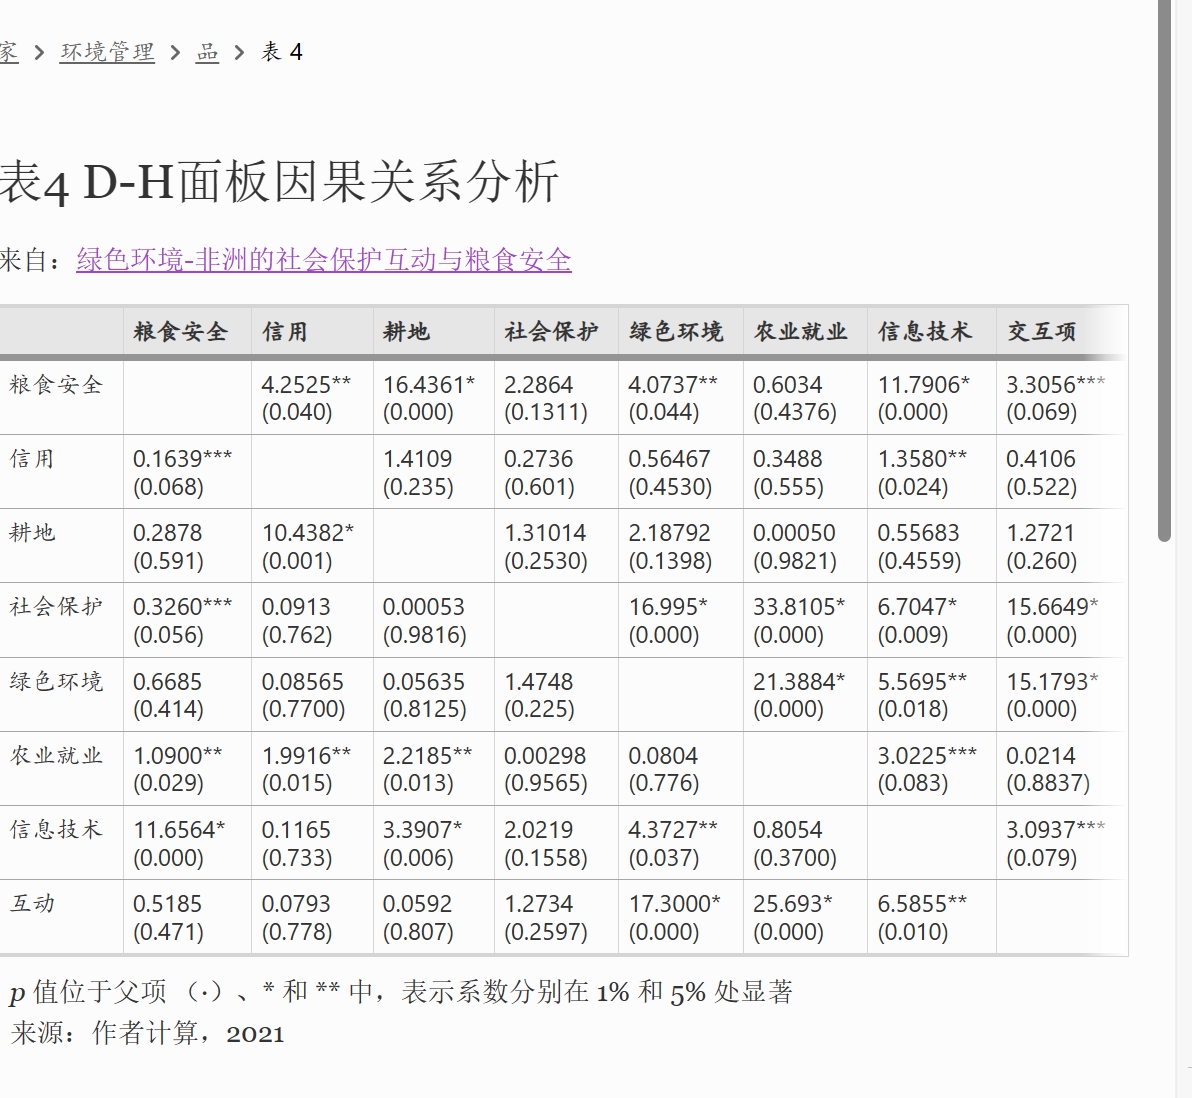 家 > 环境管理 > 品 > 表 4
表4 D-H面板因果关系分析
来自：绿色环境-非洲的社会保护互动与粮食安全
粮食安全 信用 耕地 社会保护 绿色环境 农业就业 信息技术 交互项
粮食安全 4.2525** 16.4361* 2.2864 4.0737** 0.6034 11.7906* 3.3056***
(0.040) (0.000) (0.1311) (0.044) (0.4376) (0.000) (0.069)
信用 0.1639*** 1.4109 0.2736 0.56467 0.3488 1.3580** 0.4106
(0.068) (0.235) (0.601) (0.4530) (0.555) (0.024) (0.522)
耕地 0.2878 10.4382* 1.31014 2.18792 0.00050 0.55683 1.2721
(0.591) (0.001) (0.2530) (0.1398) (0.9821) (0.4559) (0.260)
社会保护 0.3260*** 0.0913 0.00053 16.995* 33.8105* 6.7047* 15.6649*
(0.056) (0.762) (0.9816) (0.000) (0.000) (0.009) (0.000)
绿色环境 0.6685 0.08565 0.05635 1.4748 21.3884* 5.5695** 15.1793*
(0.414) (0.7700) (0.8125) (0.225) (0.000) (0.018) (0.000)
农业就业 1.0900** 1.9916** 2.2185** 0.00298 0.0804 3.0225*** 0.0214
(0.029) (0.015) (0.013) (0.9565) (0.776) (0.083) (0.8837)
信息技术 11.6564* 0.1165 3.3907* 2.0219 4.3727** 0.8054 3.0937***
(0.000) (0.733) (0.006) (0.1558) (0.037) (0.3700) (0.079)
互动 0.5185 0.0793 0.0592 1.2734 17.3000* 25.693* 6.5855**
(0.471) (0.778) (0.807) (0.2597) (0.000) (0.000) (0.010)
p 值位于父项 （·）、* 和 ** 中，表示系数分别在 1% 和 5% 处显著
来源：作者计算，2021